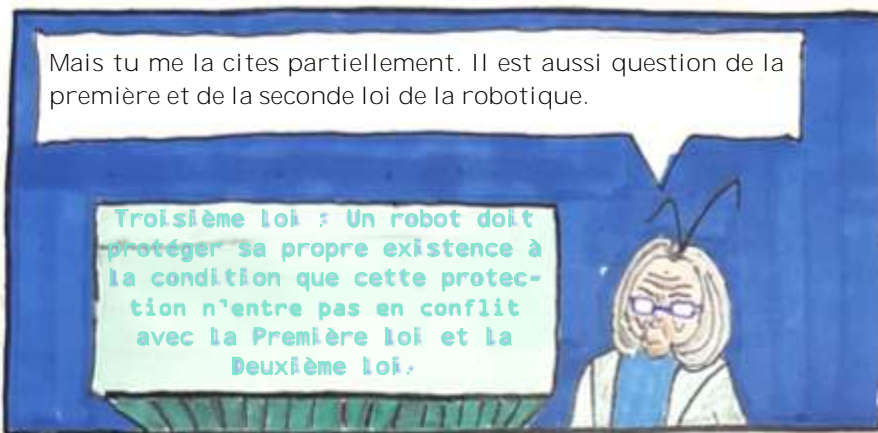 Mais tu me la cites partiellement. Il est aussi question de la
première et de la seconde loi de la robotique.
Troisième loi : Un robot doit
protéger sa propre existence à
la condition que cette protec-
tion n'entre pas en conflit
avec la Première loi et la
Deuxième loi.